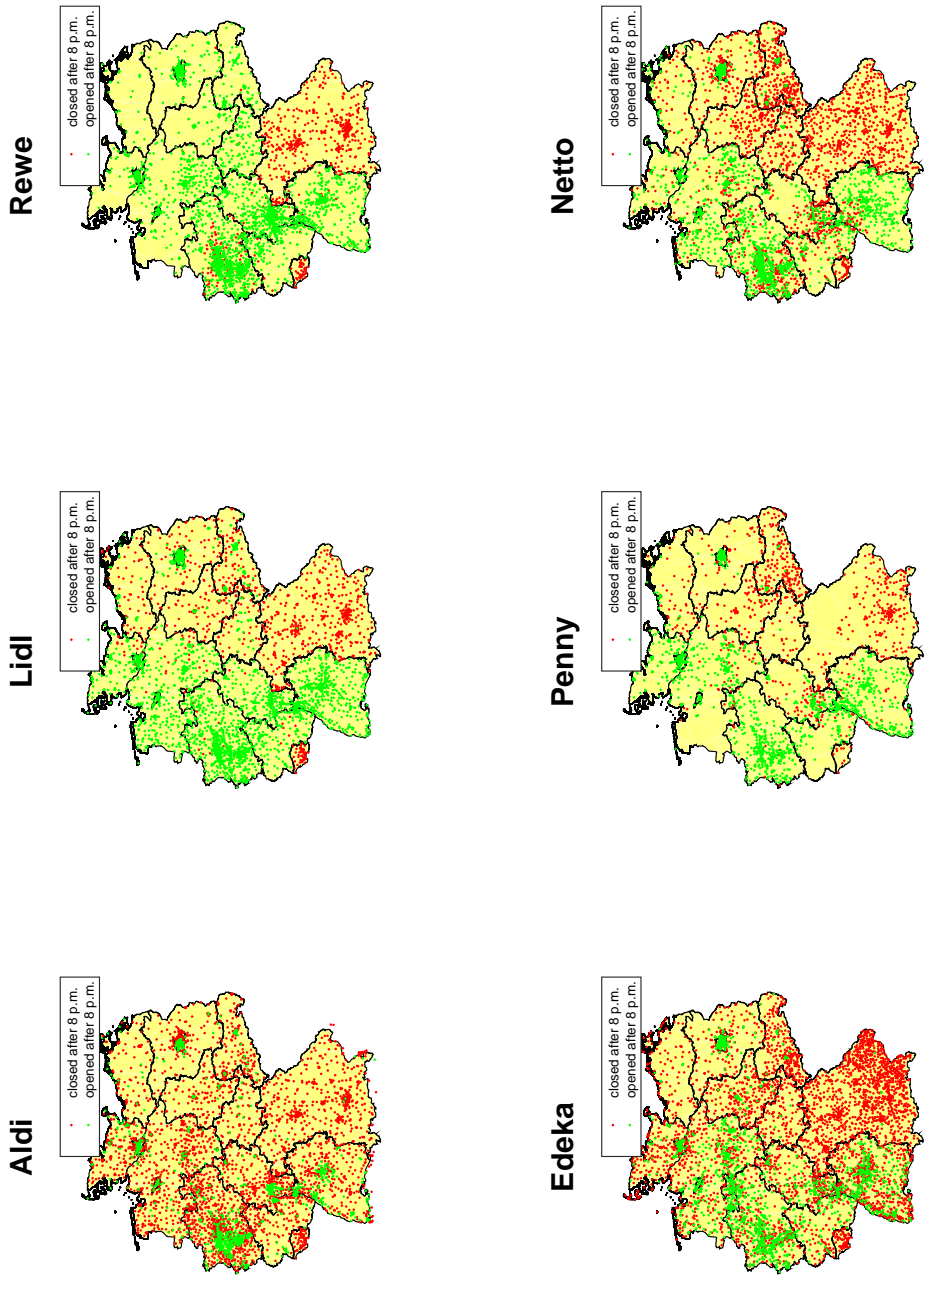 Aldi
closed after 8 p.m.
opened after 8 p.m.
Lidl
closed after 8 p.m.
opened after 8 p.m.
Rewe
closed after 8 p.m.
opened after 8 p.m.
Edeka
closed after 8 p.m.
opened after 8 p.m.
Penny
closed after 8 p.m.
opened after 8 p.m.
Netto
closed after 8 p.m.
opened after 8 p.m.